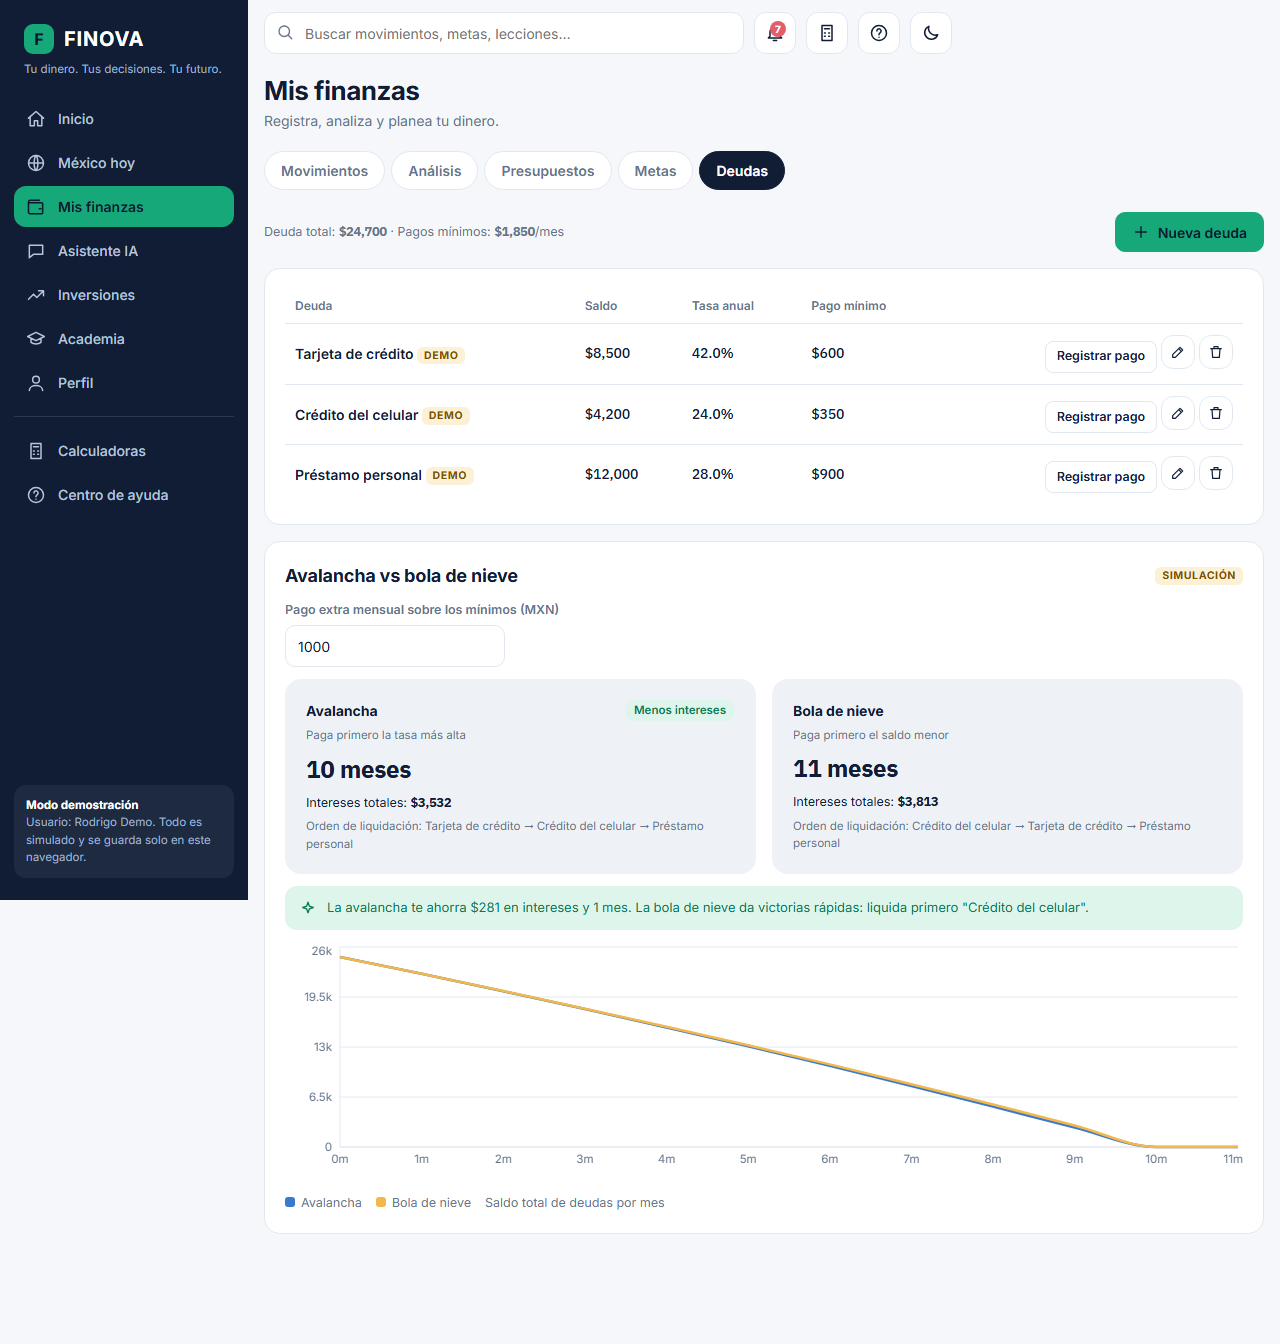 F FINOVA
Tu dinero. Tus decisiones. Tu futuro.
Inicio
México hoy
Mis finanzas
Asistente IA
Inversiones
Academia
Perfil
Calculadoras
Centro de ayuda
Modo demostración
Usuario: Rodrigo Demo. Todo es
simulado y se guarda solo en este
navegador.
Buscar movimientos, metas, lecciones...
7
Mis finanzas
Registra, analiza y planea tu dinero.
Movimientos Análisis Presupuestos Metas Deudas
Deuda total: $24,700 · Pagos mínimos: $1,850/mes
Nueva deuda
Deuda Saldo Tasa anual Pago mínimo
Tarjeta de crédito DEMO $8,500 42.0% $600 Registrar pago
Crédito del celular DEMO $4,200 24.0% $350 Registrar pago
Préstamo personal DEMO $12,000 28.0% $900 Registrar pago
Avalancha vs bola de nieve SIMULACIÓN
Pago extra mensual sobre los mínimos (MXN)
1000
Avalancha Menos intereses
Paga primero la tasa más alta
10 meses
Intereses totales: $3,532
Orden de liquidación: Tarjeta de crédito → Crédito del celular → Préstamo
personal
Bola de nieve
Paga primero el saldo menor
11 meses
Intereses totales: $3,813
Orden de liquidación: Crédito del celular → Tarjeta de crédito → Préstamo
personal
La avalancha te ahorra $281 en intereses y 1 mes. La bola de nieve da victorias rápidas: liquida primero "Crédito del celular".
26k
19.5k
13k
6.5k
0
0m 1m 2m 3m 4m 5m 6m 7m 8m 9m 10m 11m
Avalancha Bola de nieve Saldo total de deudas por mes